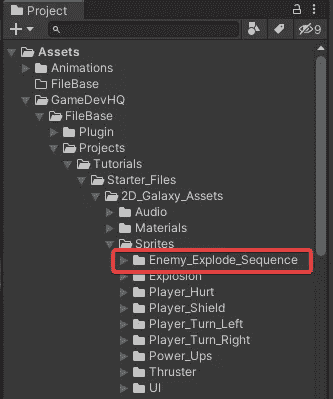 Project
9
Assets
Animations
FileBase
GameDevHQ
FileBase
Plugin
Projects
Tutorials
Starter_Files
2D_Galaxy_Assets
Audio
Materials
Sprites
Enemy_Explode_Sequence
Explosion
Player_Hurt
Player_Shield
Player_Turn_Left
Player_Turn_Right
Power_Ups
Thruster
UI